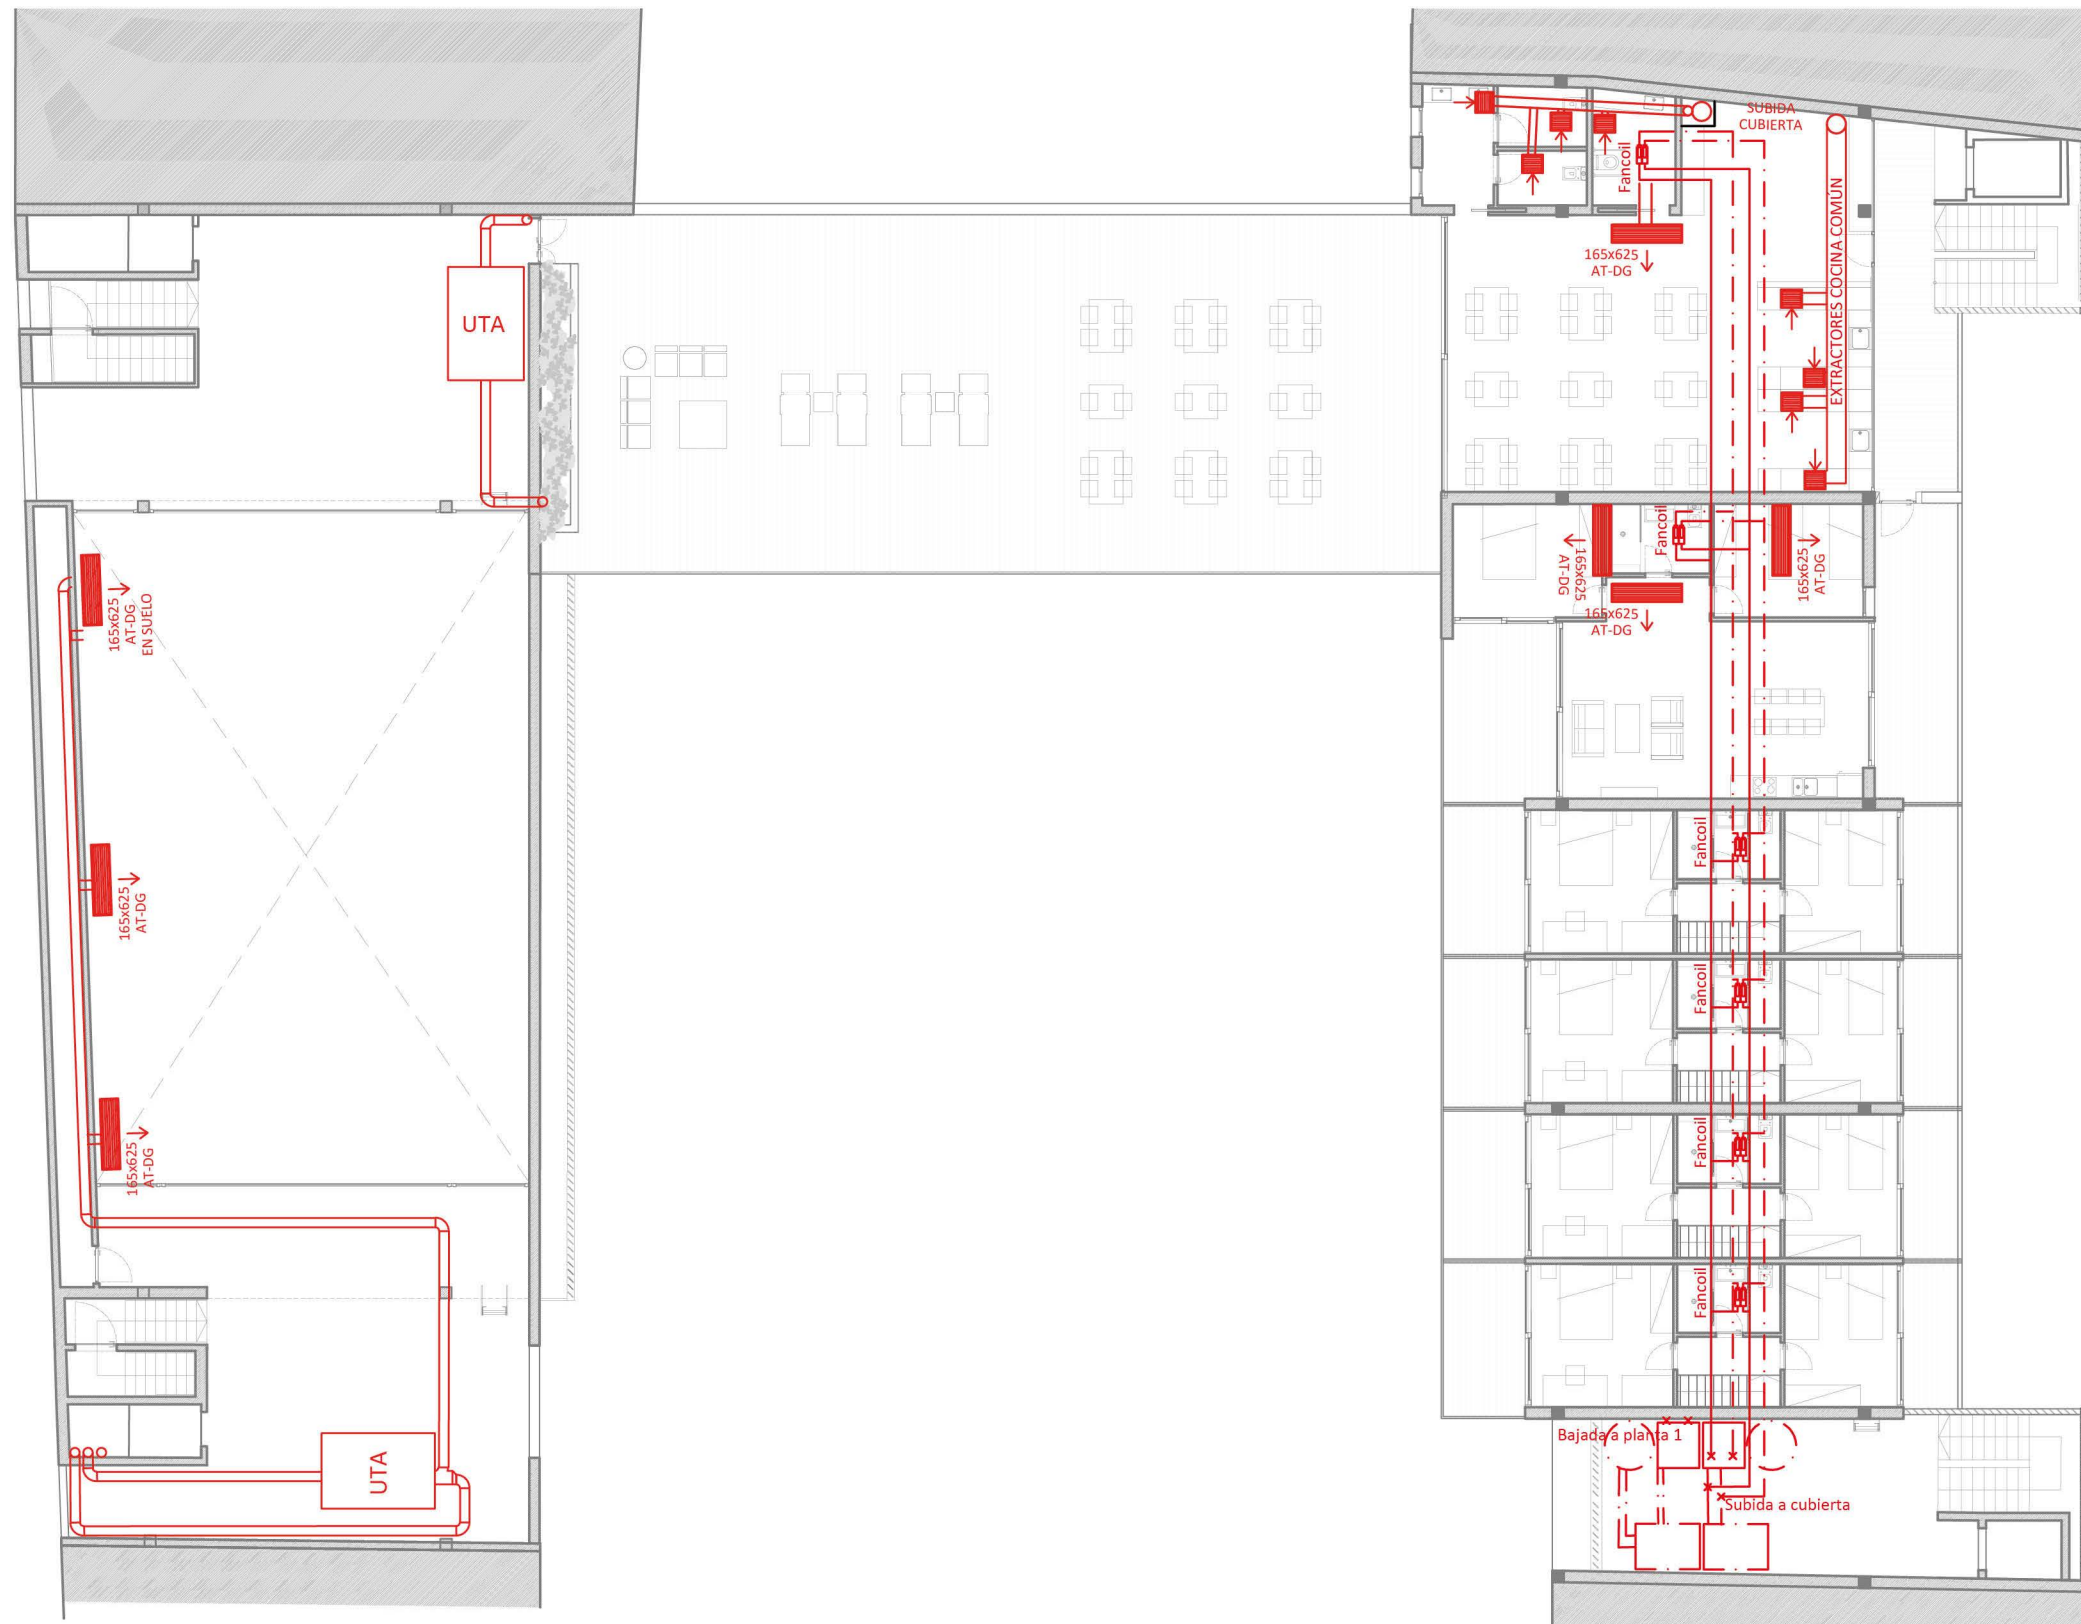 SUBIDA
CUBIERTA
Fancoil
165x625
AT-DG
EXTRACTORES COCINA COMÚN
UTA
Fancoil
165x625
AT-DG
165x625
AT-DG
165x625
AT-DG
165x625
AT-DG
EN SUELO
Fancoil
165x625
AT-DG
Fancoil
165x625
AT-DG
Fancoil
Fancoil
Bajada a planta 1
UTA
Subida a cubierta